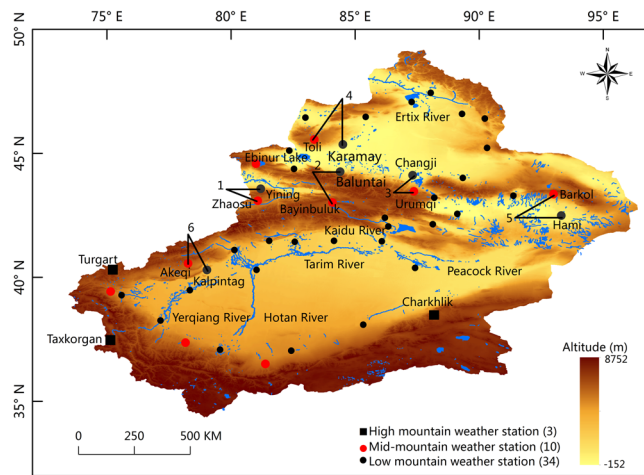 75° E 80° E 85° E 90° E 95° E
45° N
40° N
35° N
N
W E
S
4
Toli
Karamay
Ertix River
Ebinur Lake
2
Baluntai
Changji
1
Yining
Zhaosu
Bayinbuluk
3
Urumqi
Barkol
5
Hami
Kaidu River
6
Akeqi
Kalpintag
Turgart
Tarim River
Peacock River
Charkhlik
Yerqiang River
Hotan River
Taxkorgan
Altitude (m)
8752
-152
0 250 500 KM
High mountain weather station (3)
Mid-mountain weather station (10)
Low mountain weather station (34)